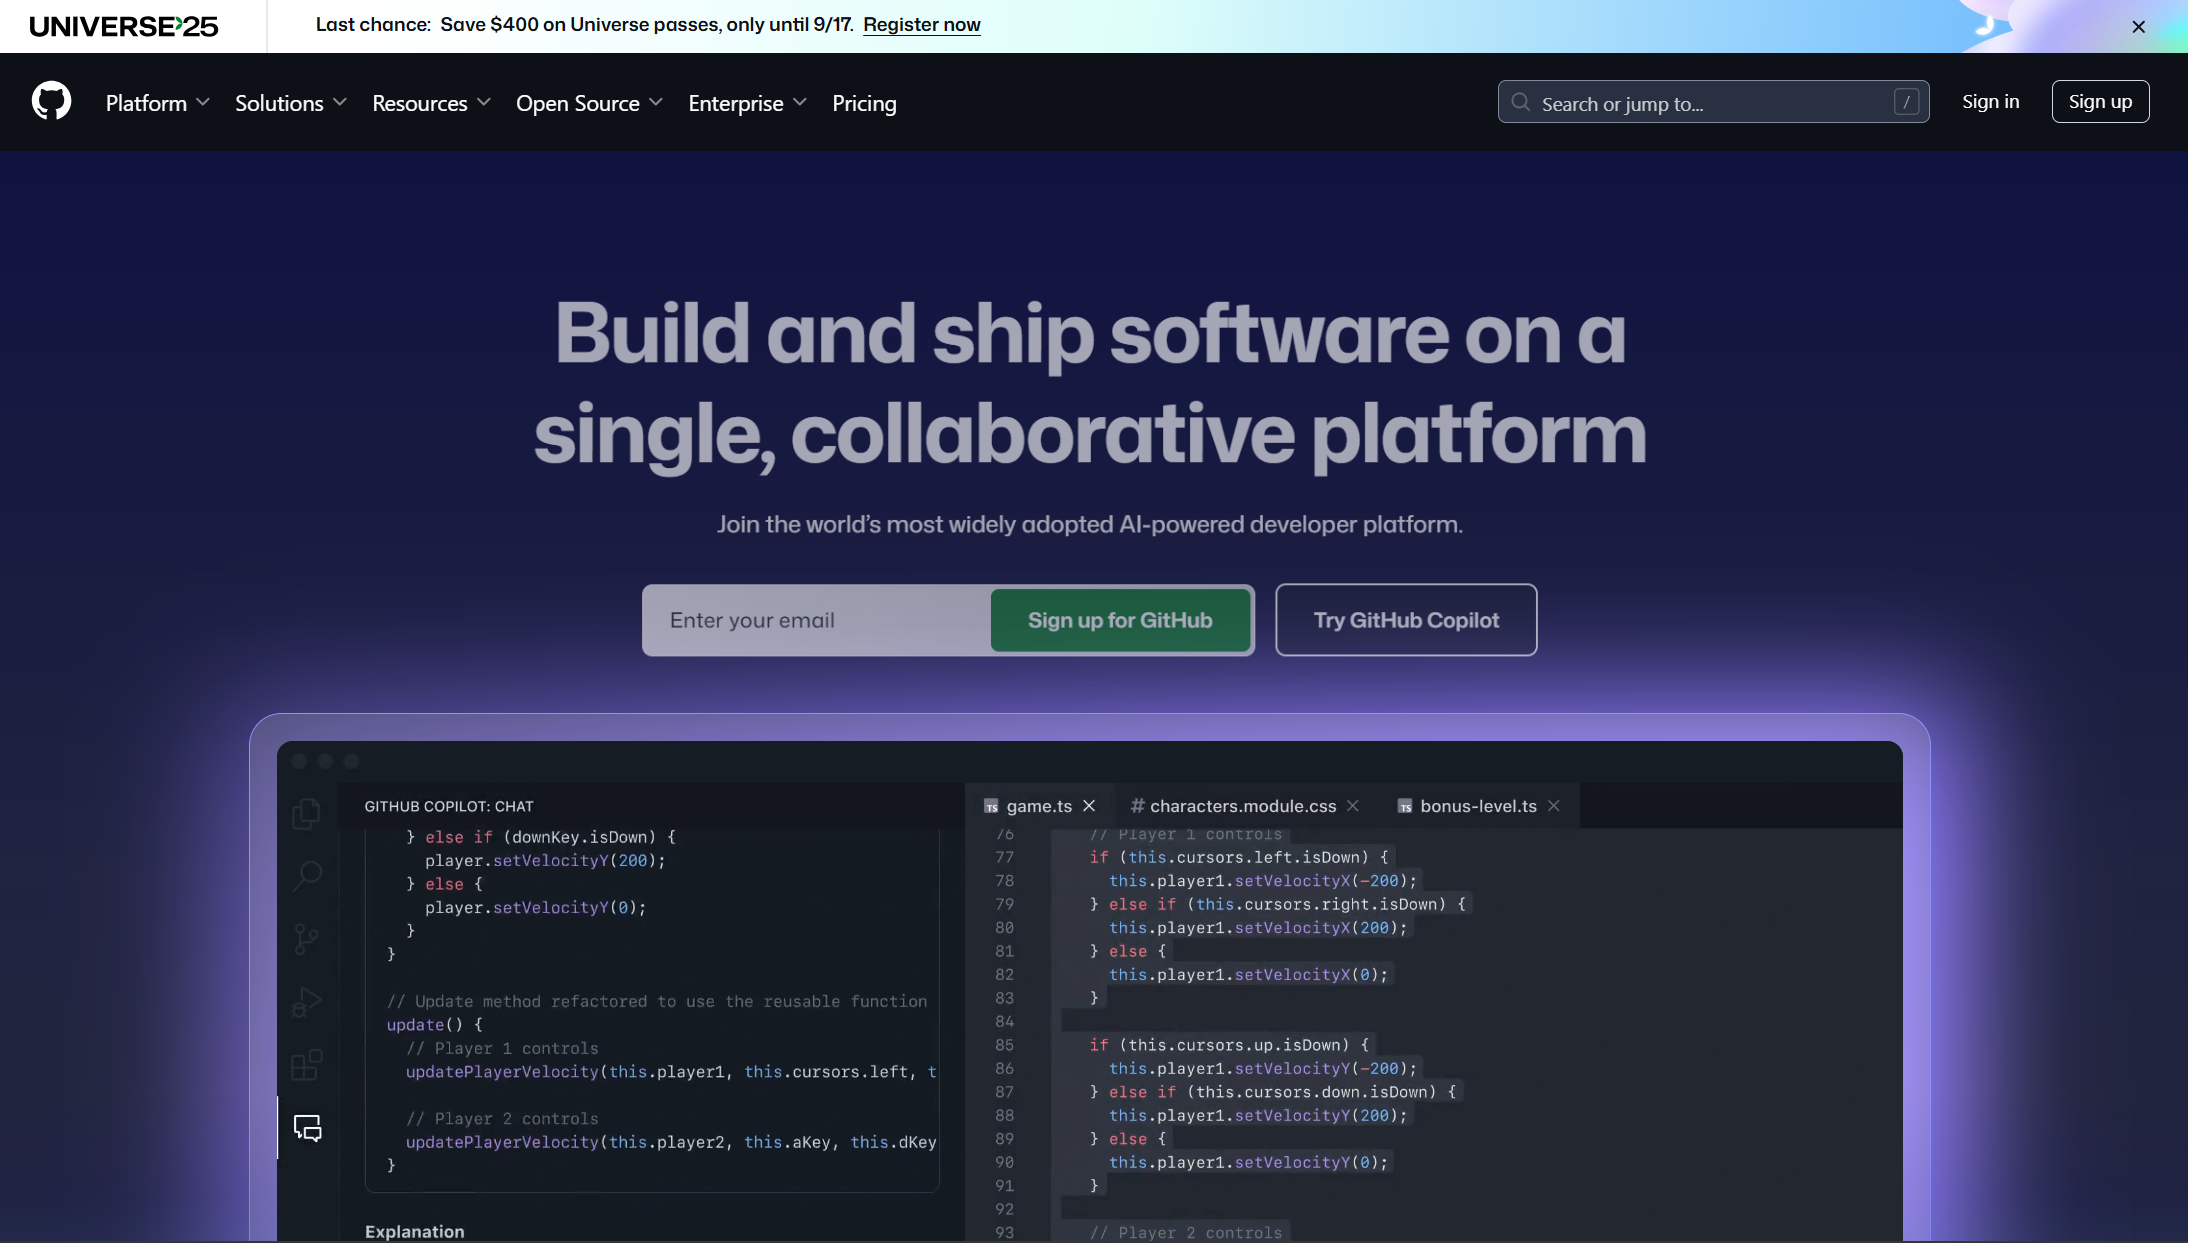 UNIVERSE'25
Last chance: Save $400 on Universe passes, only until 9/17. Register now
Platform Solutions Resources Open Source Enterprise Pricing
Search or jump to... /
Sign in
Sign up
Build and ship software on a
single, collaborative platform
Join the world’s most widely adopted AI-powered developer platform.
Enter your email
Sign up for GitHub
Try GitHub Copilot
GITHUB COPILOT: CHAT
} else if (downKey.isDown) {
player.setVelocityY(200);
} else {
player.setVelocityY(0);
}
}
// Update method refactored to use the reusable function
update() {
// Player 1 controls
updatePlayerVelocity(this.player1, this.cursors.left, t
// Player 2 controls
updatePlayerVelocity(this.player2, this.aKey, this.dKey
}
Explanation
TS game.ts # characters.module.css TS bonus-level.ts
76 // Player 1 controls
77 if (this.cursors.left.isDown) {
78 this.player1.setVelocityX(-200);
79 } else if (this.cursors.right.isDown) {
80 this.player1.setVelocityX(200);
81 } else {
82 this.player1.setVelocityX(0);
83 }
84
85 if (this.cursors.up.isDown) {
86 this.player1.setVelocityY(-200);
87 } else if (this.cursors.down.isDown) {
88 this.player1.setVelocityY(200);
89 } else {
90 this.player1.setVelocityY(0);
91 }
92
93 // Player 2 controls